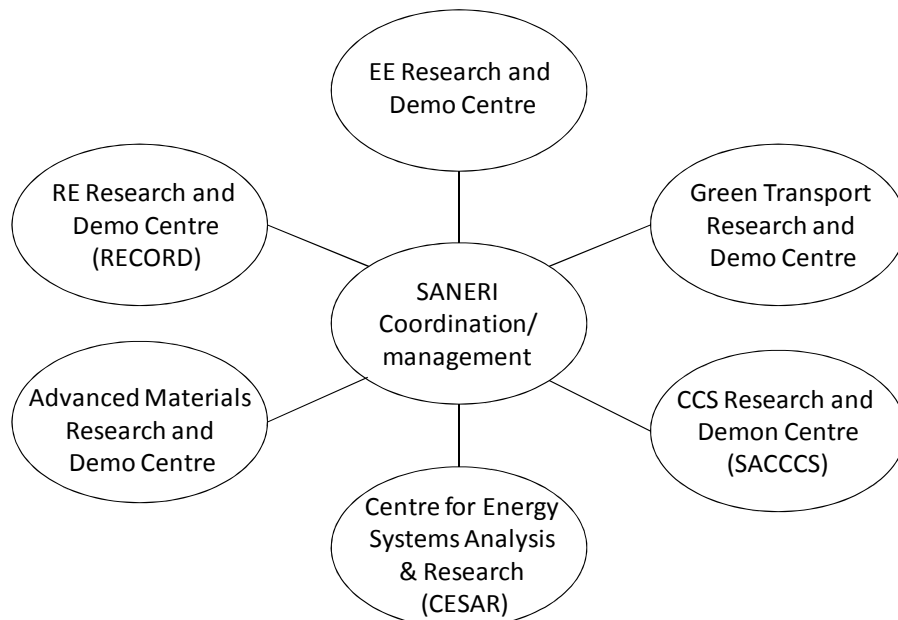 EE Research and
Demo Centre
RE Research and
Demo Centre
(RECORD)
Green Transport
Research and
Demo Centre
SANERI
Coordination/
management
Advanced Materials
Research and
Demo Centre
CCS Research and
Demon Centre
(SACCCS)
Centre for Energy
Systems Analysis
& Research
(CESAR)